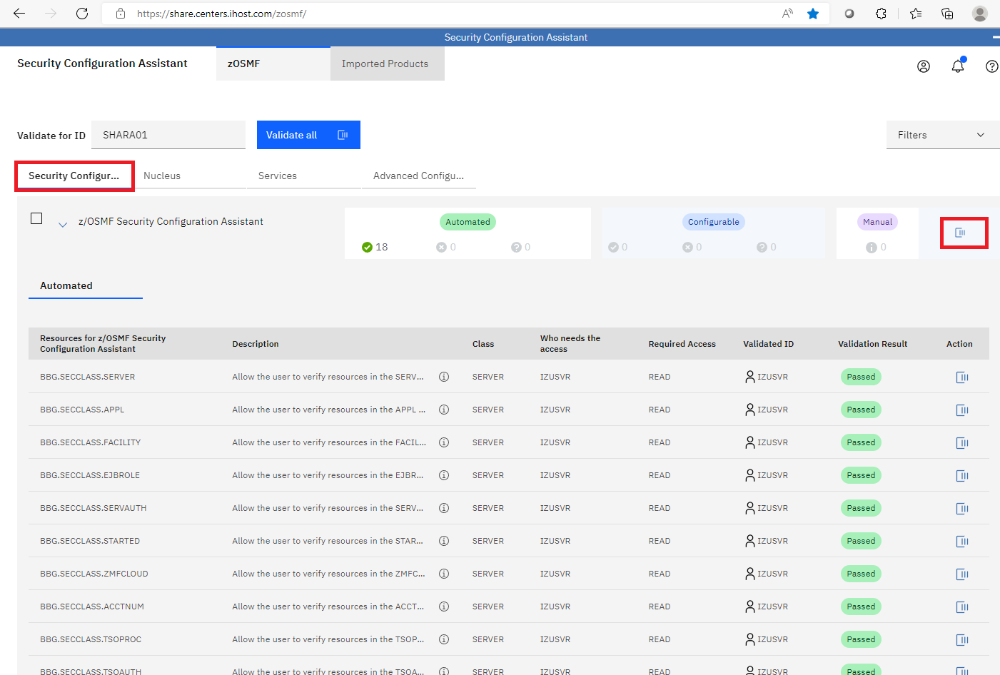 https://share.centers.ihost.com/zosmf/
Security Configuration Assistant
Security Configuration Assistant
zOSMF
Imported Products
Validate for ID
SHARA01
Validate all
Filters
Security Configur...
Nucleus
Services
Advanced Configu...
z/OSMF Security Configuration Assistant
Automated
18
0
0
Configurable
0
0
0
Manual
0
Automated
Resources for z/OSMF Security Configuration Assistant Description Class Who needs the access Required Access Validated ID Validation Result Action
BBG.SECCLASS.SERVER Allow the user to verify resources in the SERV... SERVER IZUSVR READ IZUSVR Passed
BBG.SECCLASS.APPL Allow the user to verify resources in the APPL ... SERVER IZUSVR READ IZUSVR Passed
BBG.SECCLASS.FACILITY Allow the user to verify resources in the FACIL... SERVER IZUSVR READ IZUSVR Passed
BBG.SECCLASS.EJBROLE Allow the user to verify resources in the EJBR... SERVER IZUSVR READ IZUSVR Passed
BBG.SECCLASS.SERVAUTH Allow the user to verify resources in the SERV... SERVER IZUSVR READ IZUSVR Passed
BBG.SECCLASS.STARTED Allow the user to verify resources in the STAR... SERVER IZUSVR READ IZUSVR Passed
BBG.SECCLASS.ZMFCLOUD Allow the user to verify resources in the ZMFC... SERVER IZUSVR READ IZUSVR Passed
BBG.SECCLASS.ACCTNUM Allow the user to verify resources in the ACCT... SERVER IZUSVR READ IZUSVR Passed
BBG.SECCLASS.TSOPROC Allow the user to verify resources in the TSOP... SERVER IZUSVR READ IZUSVR Passed
BBG.SECCLASS.TSOAUTH Allow the user to verify resources in the TSOA... SERVER IZUSVR READ IZUSVR Passed